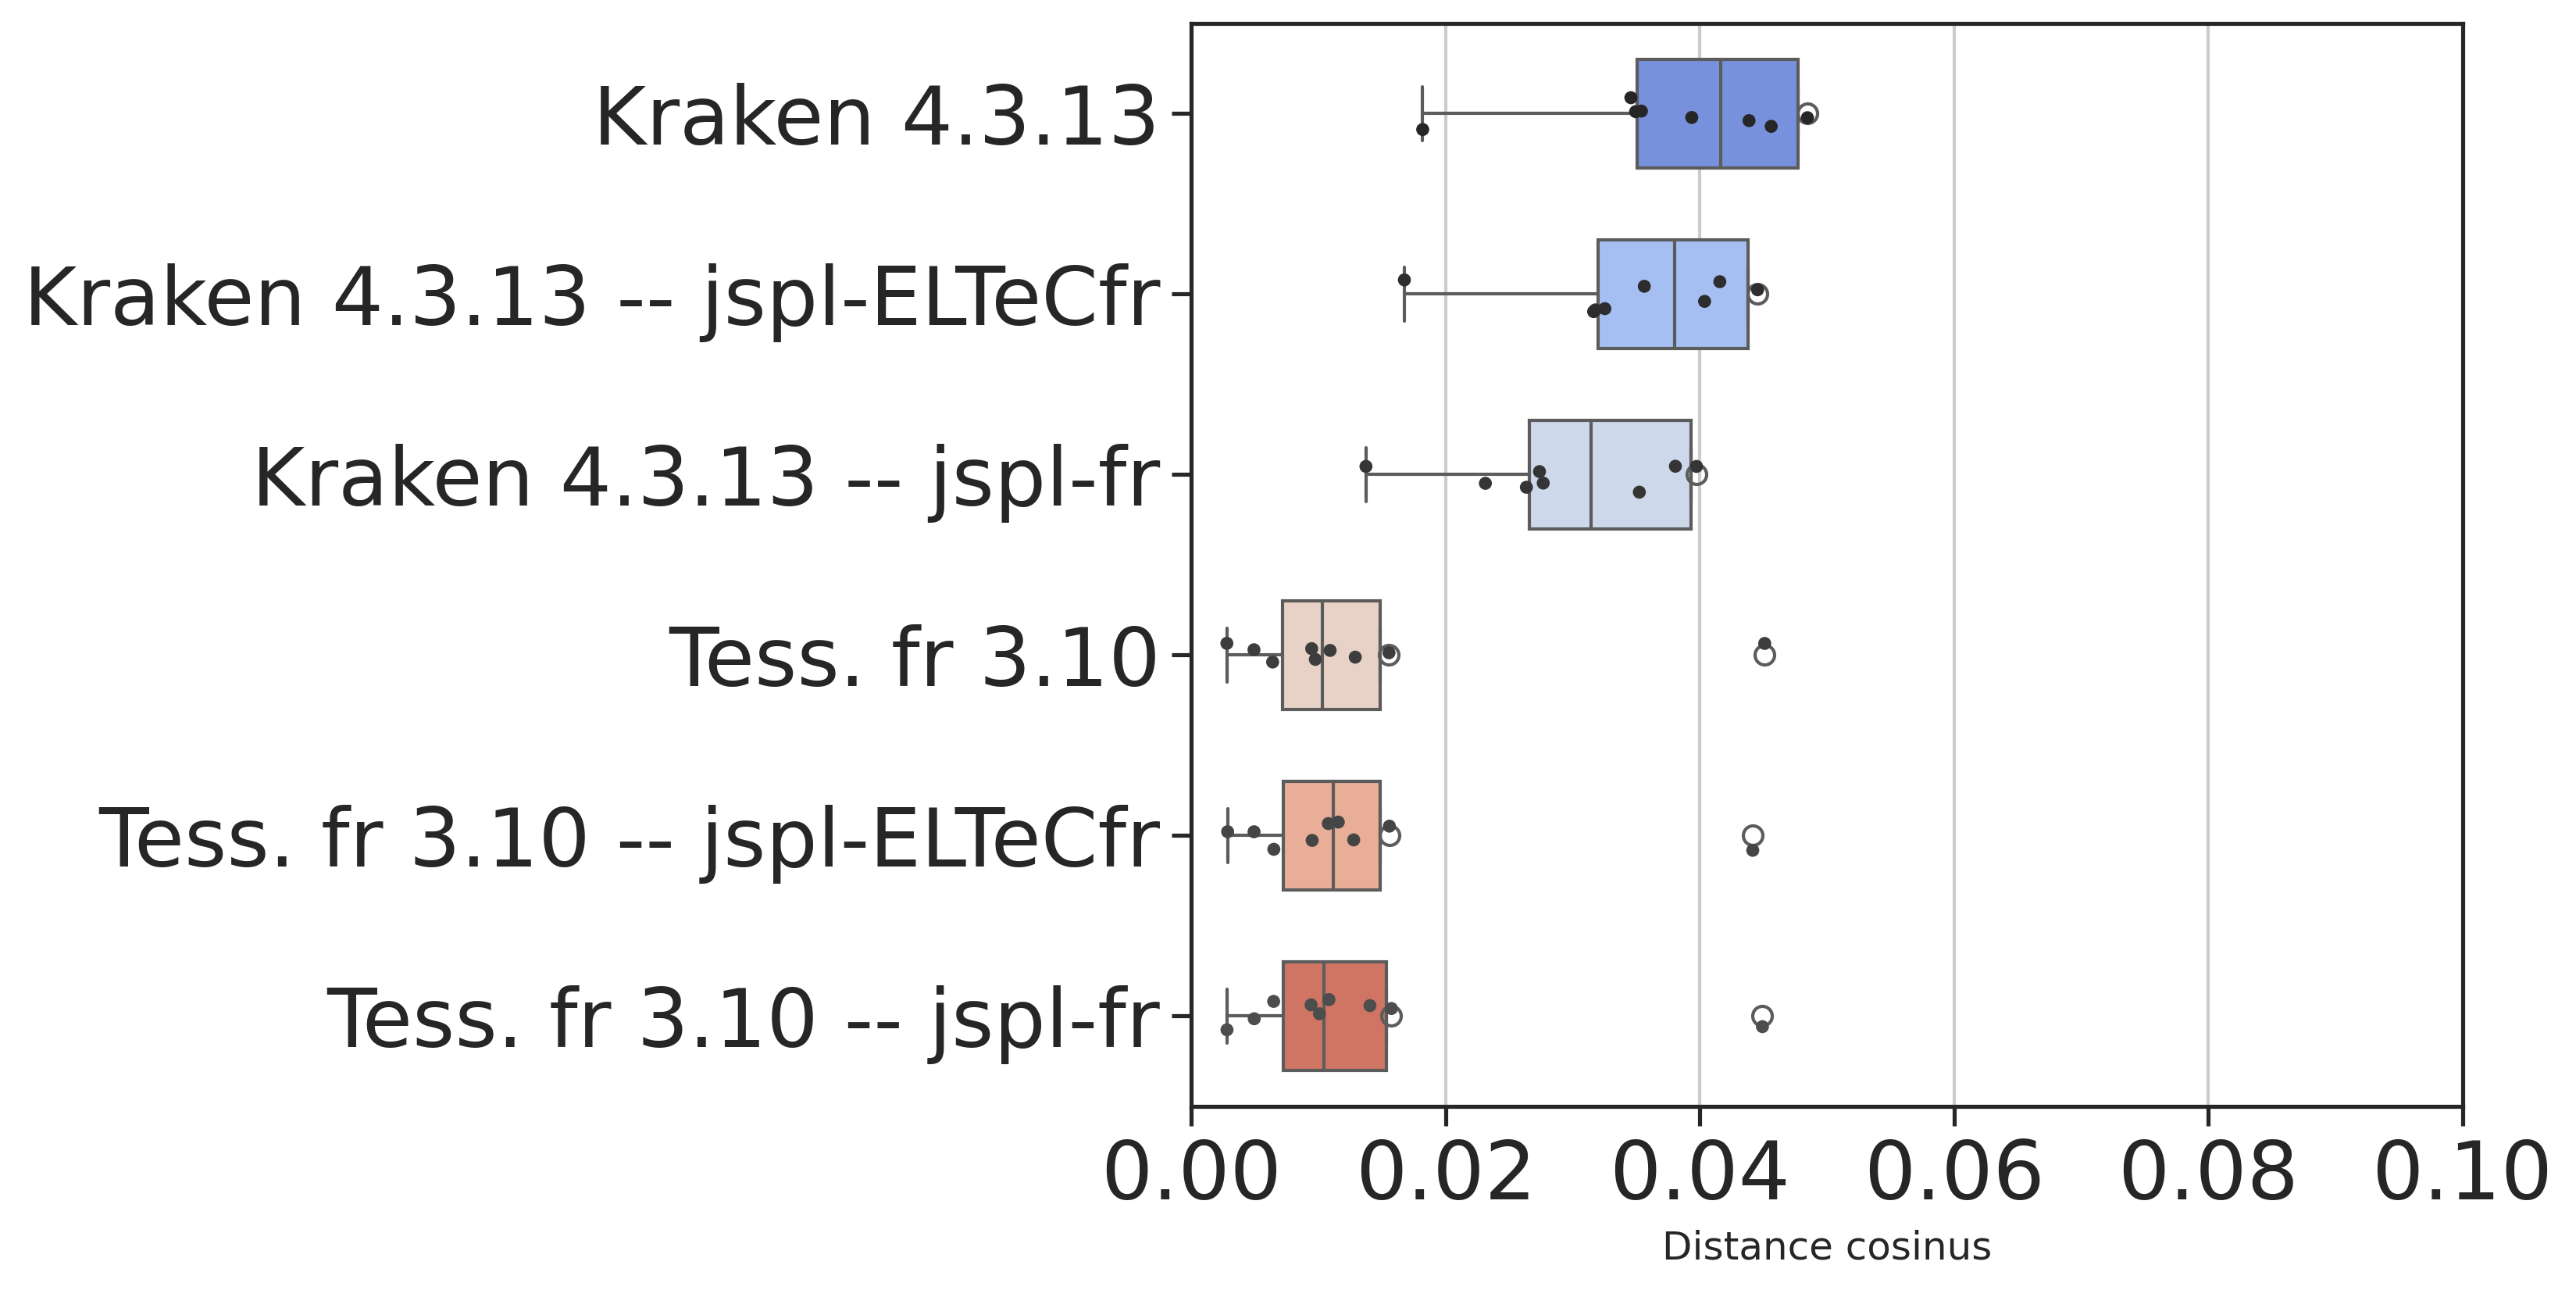 Kraken 4.3.13
Kraken 4.3.13 -- jspl-ELTeCfr
Kraken 4.3.13 -- jspl-fr
Tess. fr 3.10
Tess. fr 3.10 -- jspl-ELTeCfr
Tess. fr 3.10 -- jspl-fr
0.00 0.02 0.04 0.06 0.08 0.10
Distance cosinus